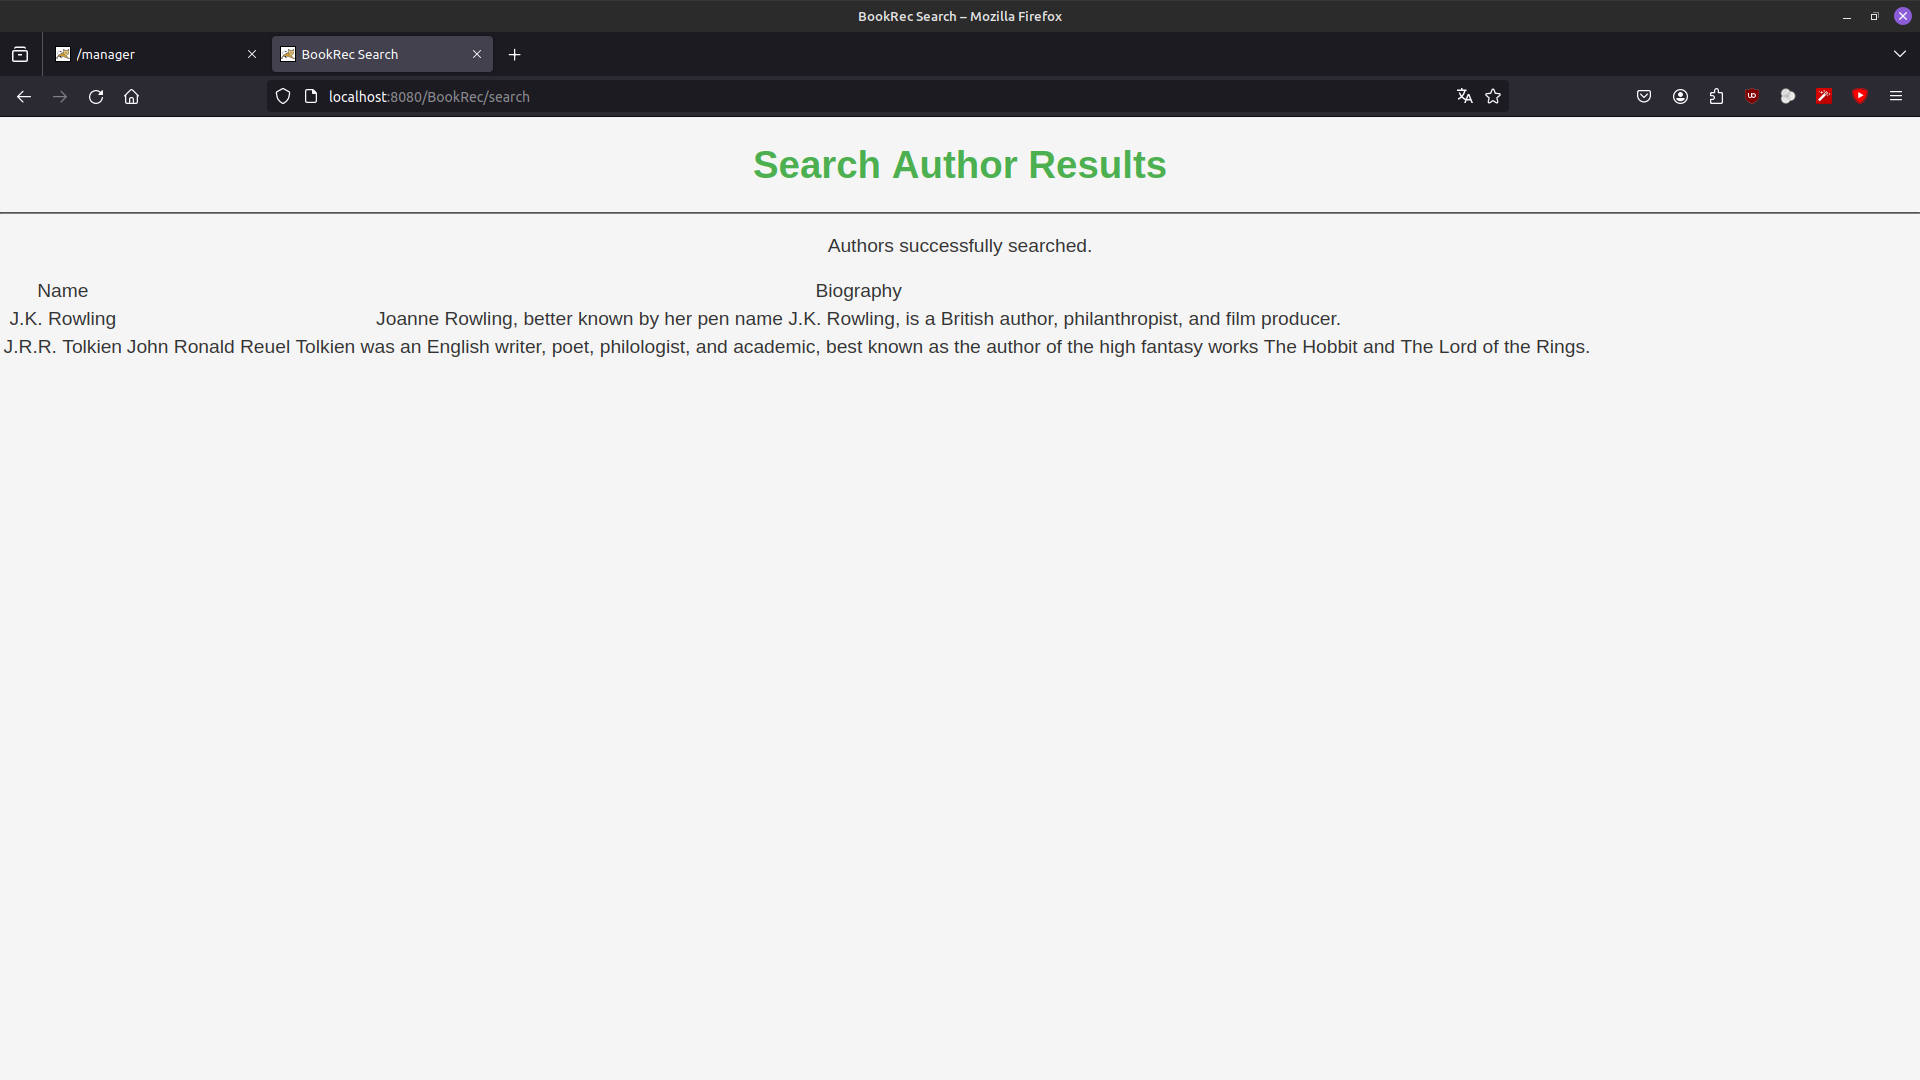 BookRec Search – Mozilla Firefox
/manager
BookRec Search
localhost:8080/BookRec/search
Search Author Results
Authors successfully searched.
Name Biography
J.K. Rowling Joanne Rowling, better known by her pen name J.K. Rowling, is a British author, philanthropist, and film producer.
J.R.R. Tolkien John Ronald Reuel Tolkien was an English writer, poet, philologist, and academic, best known as the author of the high fantasy works The Hobbit and The Lord of the Rings.